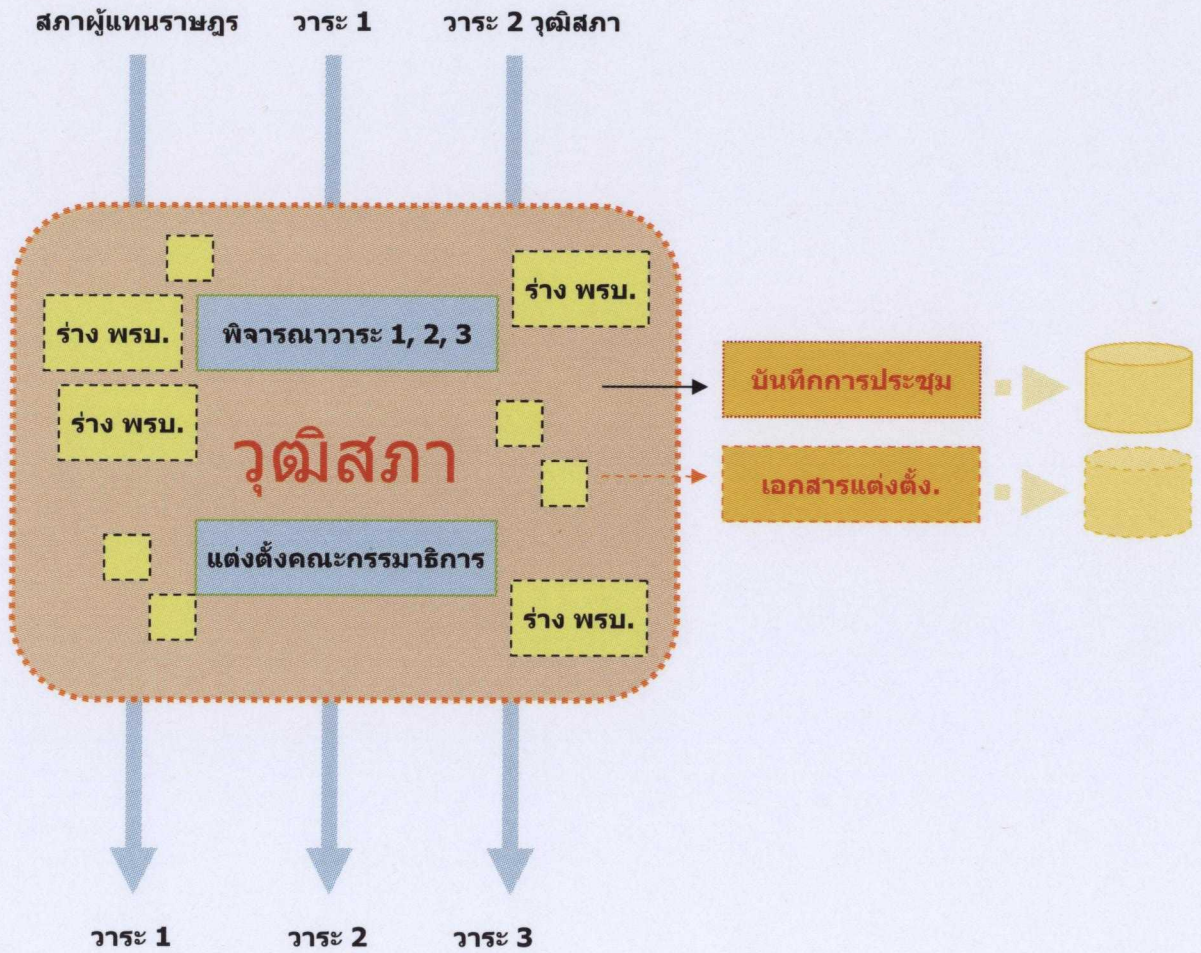 สภาผู้แทนราษฎร วาระ 1 วาระ 2 วุฒิสภา
ร่าง พรบ.
ร่าง พรบ.
พิจารณาวาระ 1, 2, 3
ร่าง พรบ.
วุฒิสภา
แต่งตั้งคณะกรรมาธิการ
ร่าง พรบ.
บันทึกการประชุม
เอกสารแต่งตั้ง.
วาระ 1 วาระ 2 วาระ 3